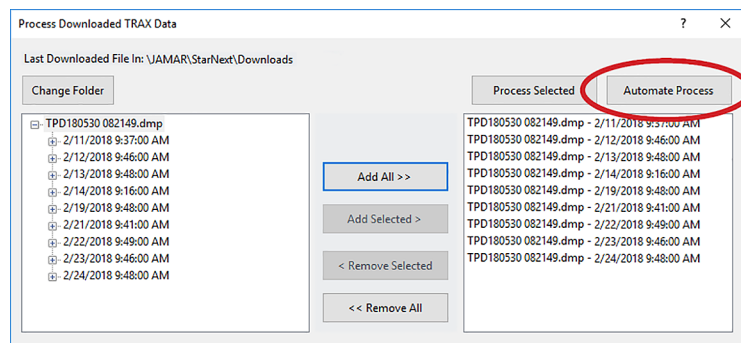 Process Downloaded TRAX Data
?
Last Downloaded File In: \JAMAR\StarNext\Downloads
Change Folder
Process Selected
Automate Process
TPD180530 082149.dmp
2/11/2018 9:37:00 AM
2/12/2018 9:46:00 AM
2/13/2018 9:48:00 AM
2/14/2018 9:16:00 AM
2/19/2018 9:48:00 AM
2/21/2018 9:41:00 AM
2/22/2018 9:49:00 AM
2/23/2018 9:46:00 AM
2/24/2018 9:48:00 AM
Add All >>
Add Selected >
< Remove Selected
<< Remove All
TPD180530 082149.dmp - 2/11/2018 9:37:00 AM
TPD180530 082149.dmp - 2/12/2018 9:46:00 AM
TPD180530 082149.dmp - 2/13/2018 9:48:00 AM
TPD180530 082149.dmp - 2/14/2018 9:16:00 AM
TPD180530 082149.dmp - 2/19/2018 9:48:00 AM
TPD180530 082149.dmp - 2/21/2018 9:41:00 AM
TPD180530 082149.dmp - 2/22/2018 9:49:00 AM
TPD180530 082149.dmp - 2/23/2018 9:46:00 AM
TPD180530 082149.dmp - 2/24/2018 9:48:00 AM